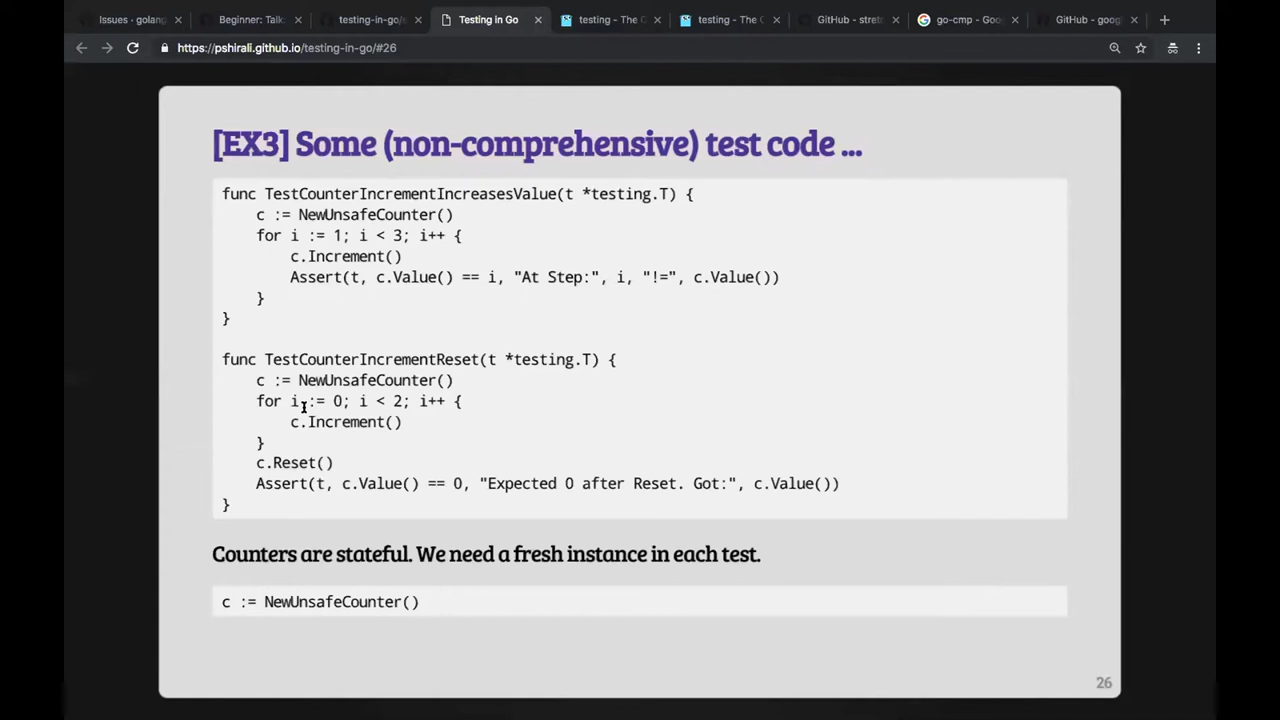 Issues · golang
Beginner: Talk
testing-in-go/s
Testing in Go
testing - The G
testing - The G
GitHub - stret
go-cmp - Goo
GitHub - goog
https://pshirali.github.io/testing-in-go/#26
[EX3] Some (non-comprehensive) test code ...
func TestCounterIncrementIncreasesValue(t *testing.T) {
    c := NewUnsafeCounter()
    for i := 1; i < 3; i++ {
        c.Increment()
        Assert(t, c.Value() == i, "At Step:", i, "!=", c.Value())
    }
}
func TestCounterIncrementReset(t *testing.T) {
    c := NewUnsafeCounter()
    for i := 0; i < 2; i++ {
        c.Increment()
    }
    c.Reset()
    Assert(t, c.Value() == 0, "Expected 0 after Reset. Got:", c.Value())
}
Counters are stateful. We need a fresh instance in each test.
c := NewUnsafeCounter()
26